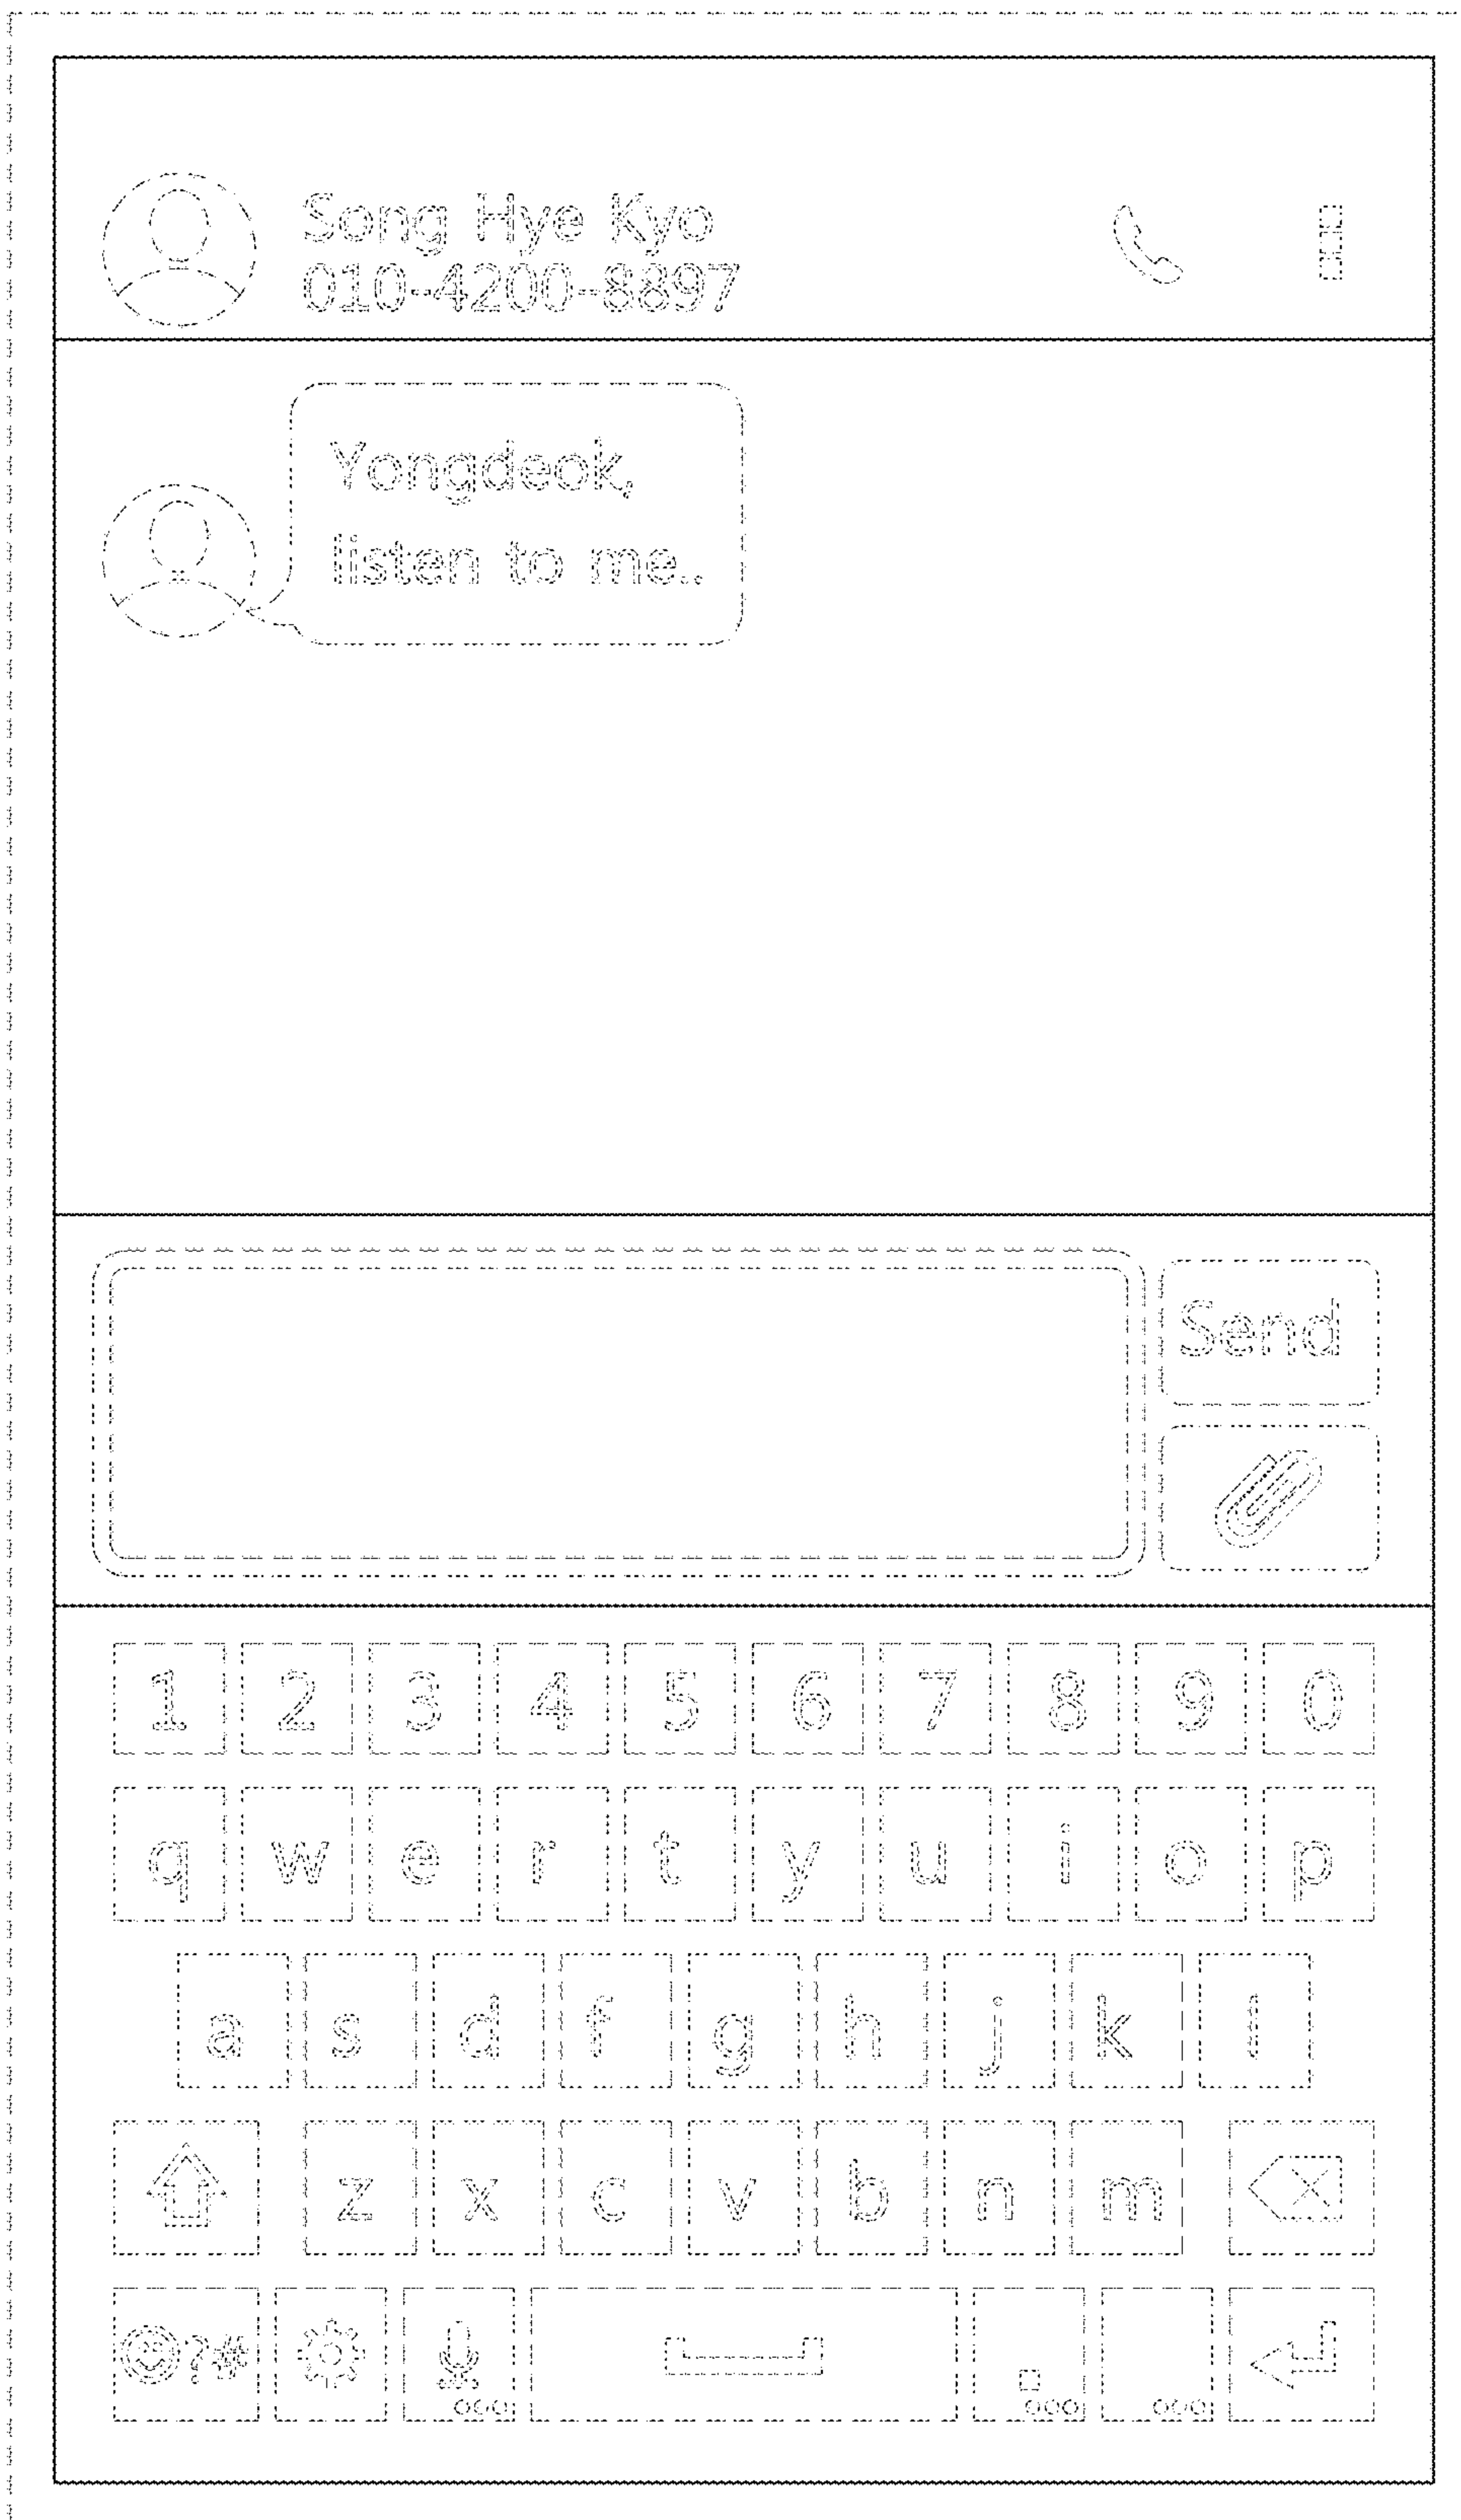 Song Hye Kyo
010-4200-8897
Yongdeok,
listen to me..
Send
1 2 3 4 5 6 7 8 9 0
q w e r t y u i o p
a s d f g h j k l
z x c v b n m
?# .